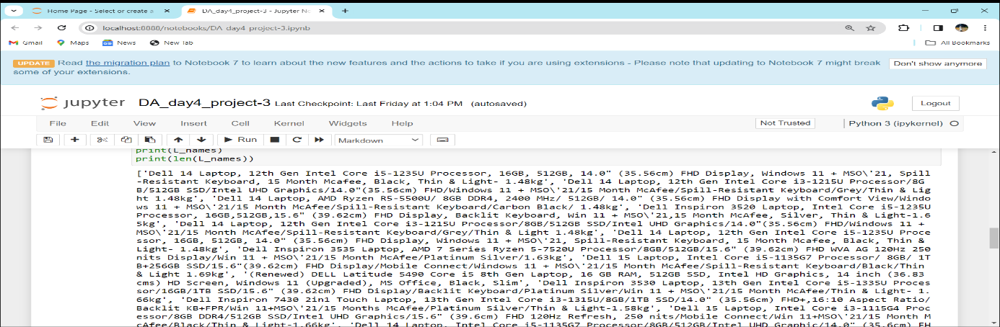 Home Page - Select or create a
DA_day4_project-3 - Jupyter No
localhost:8888/notebooks/DA_day4_project-3.ipynb
Gmail Maps News New Tab All Bookmarks
UPDATE Read the migration plan to Notebook 7 to learn about the new features and the actions to take if you are using extensions - Please note that updating to Notebook 7 might break
some of your extensions.
Don't show anymore
jupyter DA_day4_project-3 Last Checkpoint: Last Friday at 1:04 PM (autosaved)
Logout
File Edit View Insert Cell Kernel Widgets Help
Not Trusted Python 3 (ipykernel)
Run Markdown
print(L_names)
print(len(L_names))
['Dell 14 Laptop, 12th Gen Intel Core i5-1235U Processor, 16GB, 512GB, 14.0" (35.56cm) FHD Display, Windows 11 + MSO\'21, Spill
-Resistant Keyboard, 15 Month Mcafee, Black, Thin & Light- 1.48kg', 'Dell 14 Laptop, 12th Gen Intel Core i3-1215U Processor/8G
B/512GB SSD/Intel UHD Graphics/14.0"(35.56cm) FHD/Windows 11 + MSO\'21/15 Month McAfee/Spill-Resistant Keyboard/Grey/Thin & Lig
ht 1.48kg', 'Dell 14 Laptop, AMD Ryzen R5-5500U/ 8GB DDR4, 2400 MHz/ 512GB/ 14.0" (35.56cm) FHD Display with Comfort View/Windo
ws 11 + MSO\'21/15 Month McAfee/Spill-Resistant Keyboard/Carbon Black/ 1.48kg', 'Dell Inspiron 3520 Laptop, Intel Core i5-1235U
Processor, 16GB,512GB,15.6" (39.62cm) FHD Display, Backlit Keyboard, Win 11 + MSO\'21,15 Month McAfee, Silver, Thin & Light-1.6
5kg', 'Dell 14 Laptop, 12th Gen Intel Core i3-1215U Processor/8GB/512GB SSD/Intel UHD Graphics/14.0"(35.56cm) FHD/Windows 11 +
MSO\'21/15 Month McAfee/Spill-Resistant Keyboard/Grey/Thin & Light 1.48kg', 'Dell 14 Laptop, 12th Gen Intel Core i5-1235U Proce
ssor, 16GB, 512GB, 14.0" (35.56cm) FHD Display, Windows 11 + MSO\'21, Spill-Resistant Keyboard, 15 Month Mcafee, Black, Thin &
Light- 1.48kg', 'Dell Inspiron 3535 Laptop, AMD 7 Series Ryzen 5-7520U Processor/8GB/512GB/15.6" (39.62cm) FHD WVA AG 120Hz 250
nits Display/Win 11 + MSO\'21/15 Month McAfee/Platinum Silver/1.63kg', 'Dell 15 Laptop, Intel Core i5-1135G7 Processor/ 8GB/ 1T
B+256GB SSD/15.6"(39.62cm) FHD Display/Mobile Connect/Windows 11 + MSO\'21/15 Month McAfee/Spill-Resistant Keyboard/Black/Thin
& Light 1.69kg', '(Renewed) DELL Latitude 5490 Core i5 8th Gen Laptop, 16 GB RAM, 512GB SSD, Intel HD Graphics, 14 inch (36.83
cms) HD Screen, Windows 11 (Upgraded), MS Office, Black, Slim', 'Dell Inspiron 3530 Laptop, 13th Gen Intel Core i5-1335U Proces
sor/16GB/1TB SSD/15.6" (39.62cm) FHD Display/Backlit Keyboard/Platinum Silver/Win 11 + MSO\'21/15 Month McAfee/Thin & Light- 1.
66kg', 'Dell Inspiron 7430 2in1 Touch Laptop, 13th Gen Intel Core i3-1315U/8GB/1TB SSD/14.0" (35.56cm) FHD+,16:10 Aspect Ratio/
Backlit KB+FPR/Win 11+MSO\'21/15 Months McAfee/Platinum Silver/Thin & Light-1.58kg', 'Dell 15 Laptop, Intel Core i3-1115G4 Proc
essor/8GB DDR4/512GB SSD/Intel UHD Graphics/15.6" (39.6cm) FHD 120Hz Refresh, 250 nits/Mobile Connect/Win 11+MSO\'21/15 Month M
cAfee/Black/Thin & Light-1.66kg', 'Dell 14 Laptop, Intel Core i5-1135G7 Processor/8GB/512GB/Intel UHD Graphic/14.0" (35.6cm) FH